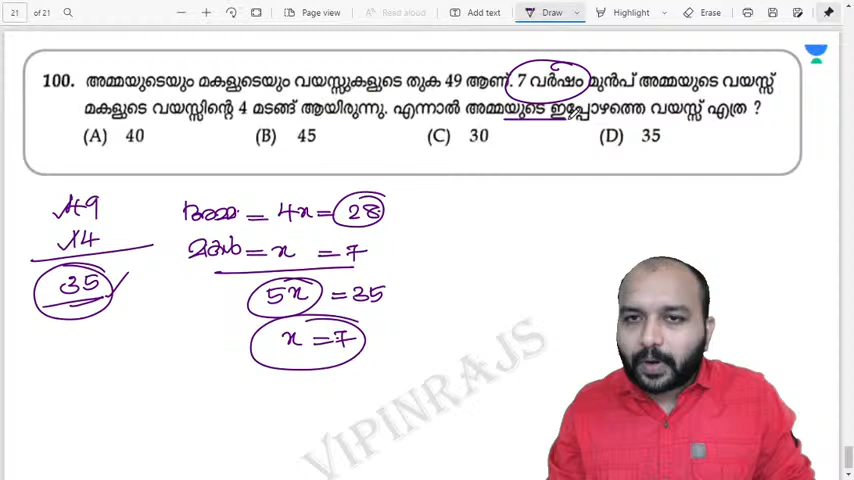 21 of 21 Page view Read aloud Add text Draw Highlight Erase
100. അമ്മയുടെയും മകളുടെയും വയസ്സുകളുടെ തുക 49 ആണ്. 7 വർഷം മുൻപ് അമ്മയുടെ വയസ്സ്
മകളുടെ വയസിന്റെ 4 മടങ്ങ് ആയിരുന്നു. എന്നാൽ അമ്മയുടെ ഇപ്പോഴത്തെ വയസ്സ് എത്ര ?
(A) 40 (B) 45 (C) 30 (D) 35
49
14
35
അമ്മ = 4x = 28
മകൾ = x = 7
5x = 35
x = 7
VIPINRAJS